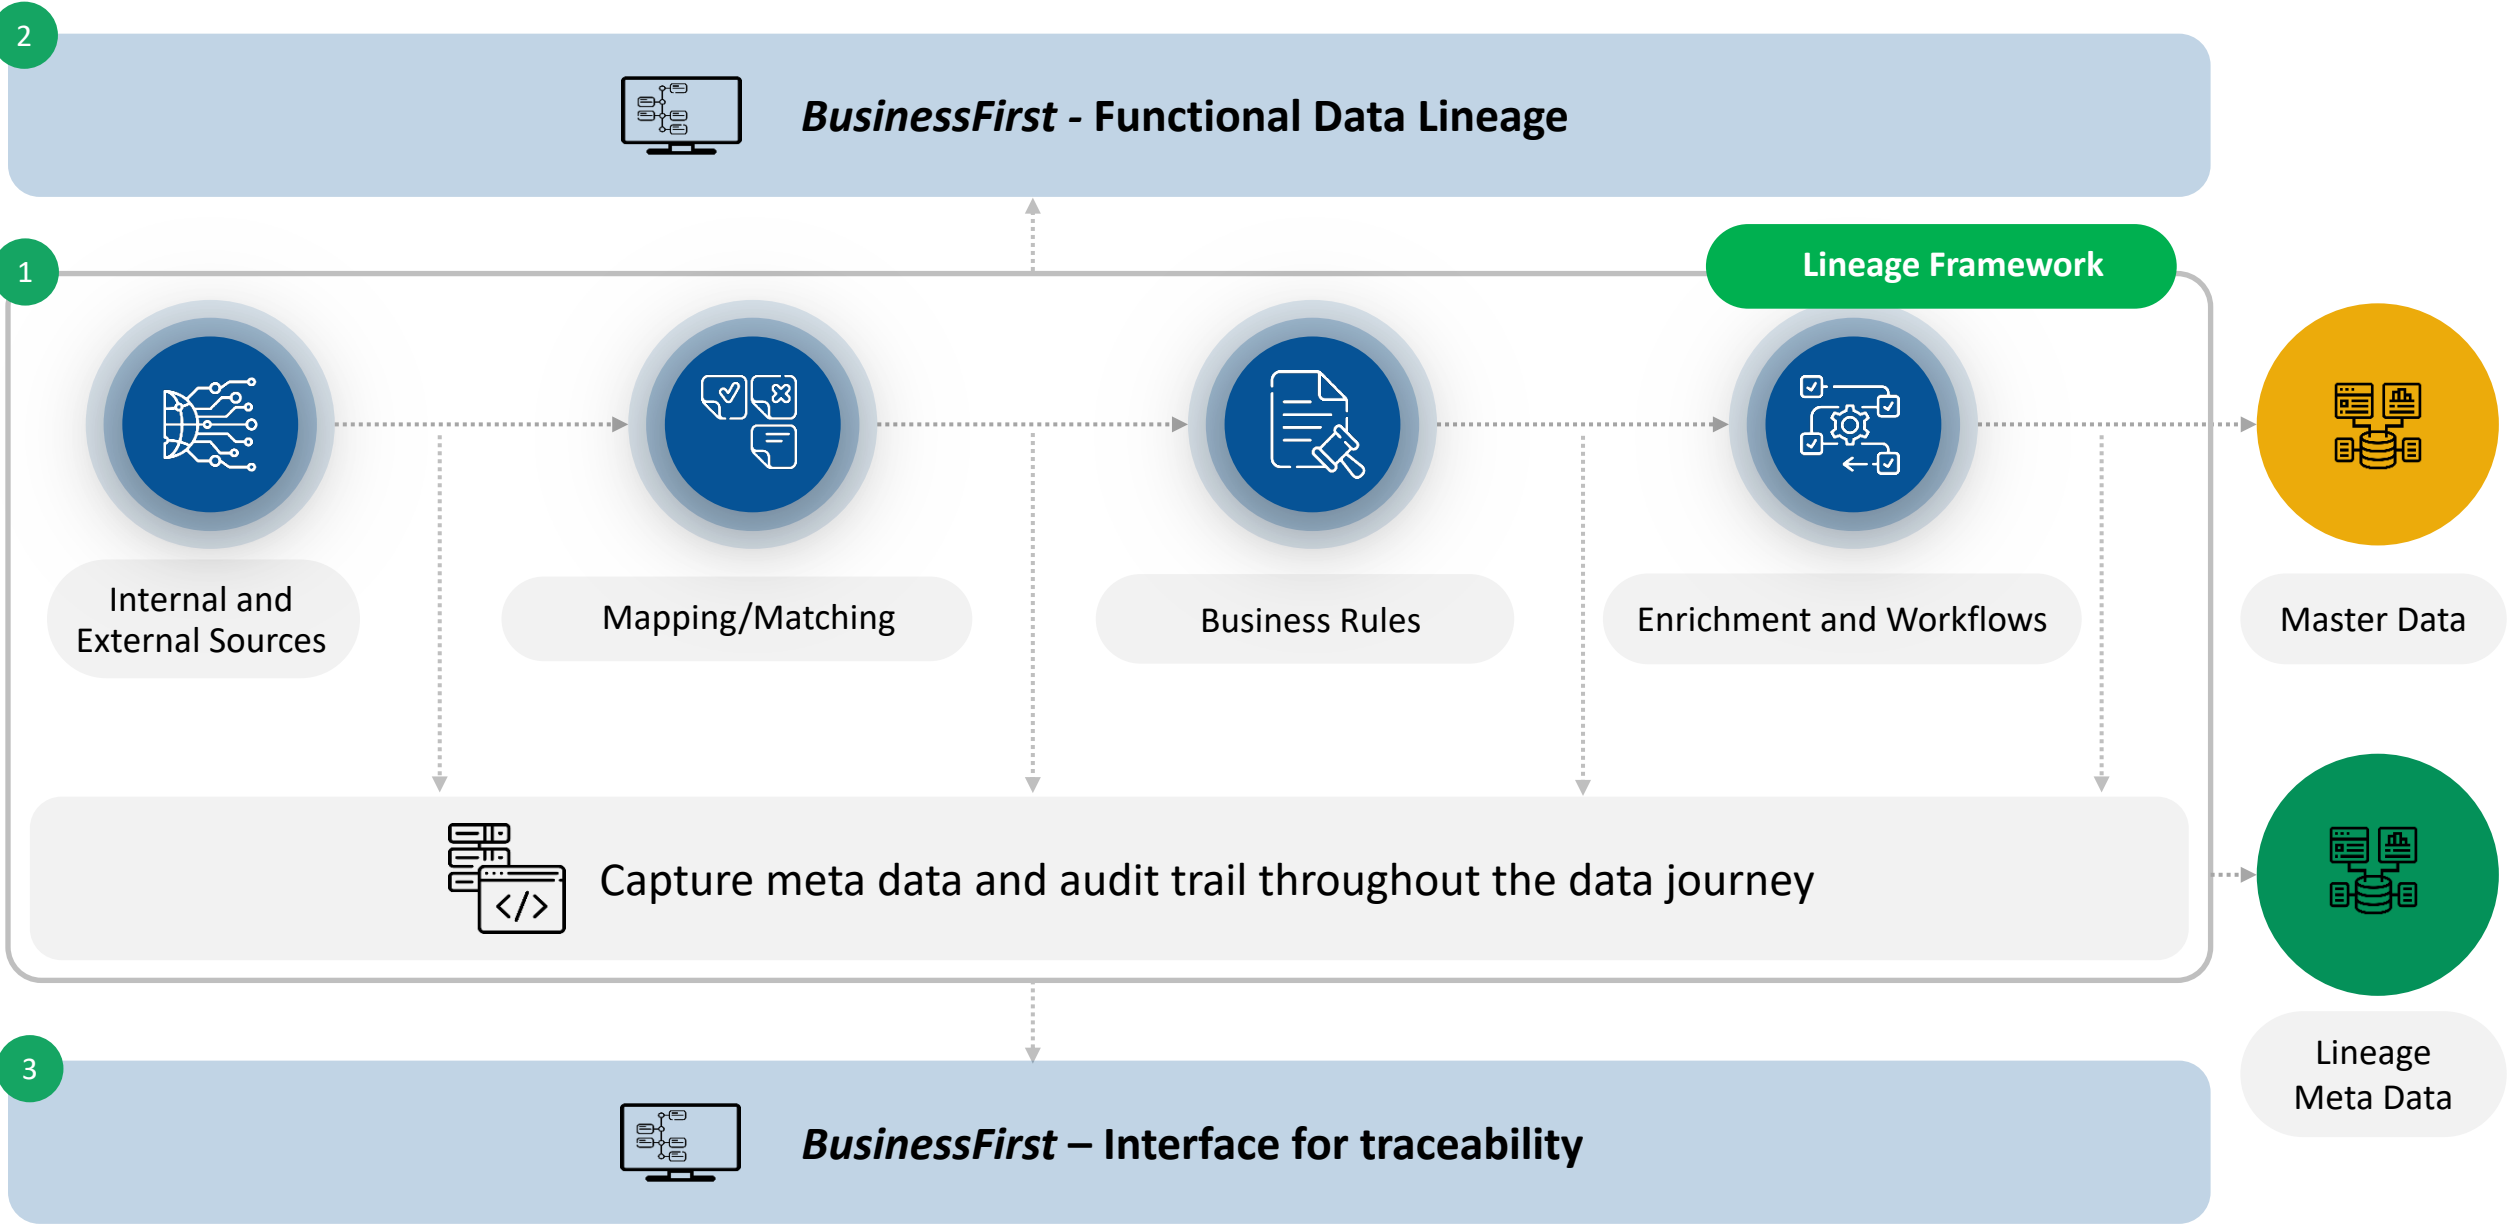 2
BusinessFirst - Functional Data Lineage
1
Lineage Framework
Internal and
External Sources
Mapping/Matching
Business Rules
Enrichment and Workflows
Master Data
Capture meta data and audit trail throughout the data journey
Lineage
Meta Data
3
BusinessFirst – Interface for traceability